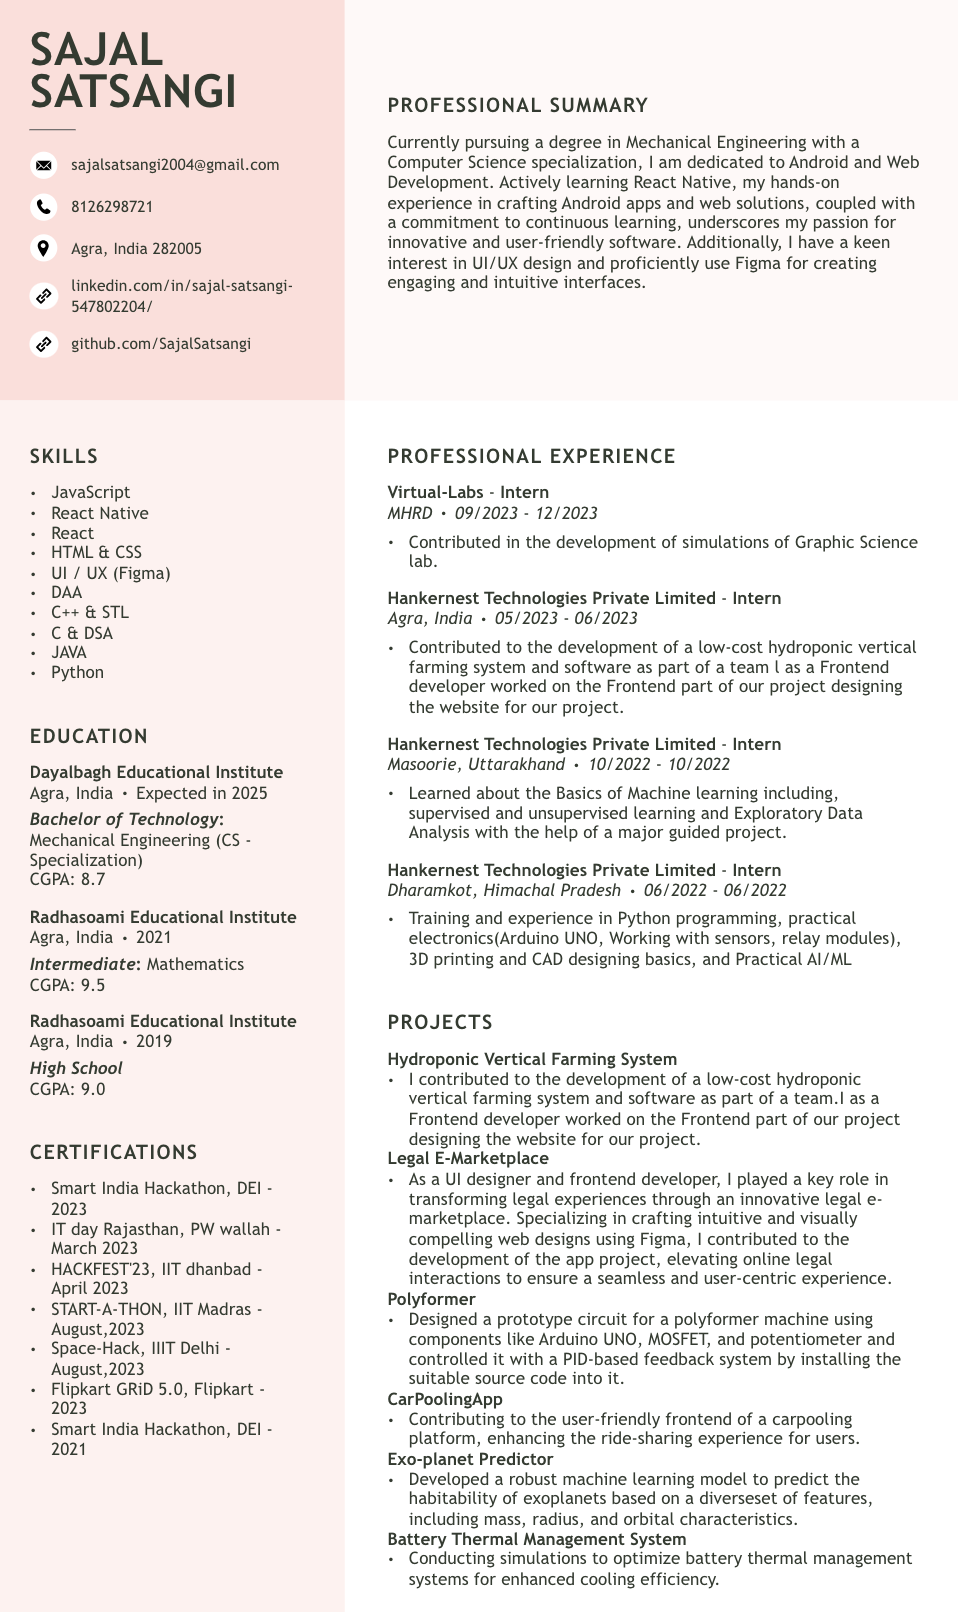 SAJAL
SATSANGI
sajalsatsangi2004@gmail.com
8126298721
Agra, India 282005
linkedin.com/in/sajal-satsangi-
547802204/
github.com/SajalSatsangi
PROFESSIONAL SUMMARY
Currently pursuing a degree in Mechanical Engineering with a
Computer Science specialization, I am dedicated to Android and Web
Development. Actively learning React Native, my hands-on
experience in crafting Android apps and web solutions, coupled with
a commitment to continuous learning, underscores my passion for
innovative and user-friendly software. Additionally, I have a keen
interest in UI/UX design and proficiently use Figma for creating
engaging and intuitive interfaces.
SKILLS
• JavaScript
• React Native
• React
• HTML & CSS
• UI / UX (Figma)
• DAA
• C++ & STL
• C & DSA
• JAVA
• Python
EDUCATION
Dayalbagh Educational Institute
Agra, India • Expected in 2025
Bachelor of Technology:
Mechanical Engineering (CS -
Specialization)
CGPA: 8.7
Radhasoami Educational Institute
Agra, India • 2021
Intermediate: Mathematics
CGPA: 9.5
Radhasoami Educational Institute
Agra, India • 2019
High School
CGPA: 9.0
CERTIFICATIONS
• Smart India Hackathon, DEI -
2023
• IT day Rajasthan, PW wallah -
March 2023
• HACKFEST'23, IIT dhanbad -
April 2023
• START-A-THON, IIT Madras -
August,2023
• Space-Hack, IIIT Delhi -
August,2023
• Flipkart GRiD 5.0, Flipkart -
2023
• Smart India Hackathon, DEI -
2021
PROFESSIONAL EXPERIENCE
Virtual-Labs - Intern
MHRD • 09/2023 - 12/2023
• Contributed in the development of simulations of Graphic Science
lab.
Hankernest Technologies Private Limited - Intern
Agra, India • 05/2023 - 06/2023
• Contributed to the development of a low-cost hydroponic vertical
farming system and software as part of a team l as a Frontend
developer worked on the Frontend part of our project designing
the website for our project.
Hankernest Technologies Private Limited - Intern
Masoorie, Uttarakhand • 10/2022 - 10/2022
• Learned about the Basics of Machine learning including,
supervised and unsupervised learning and Exploratory Data
Analysis with the help of a major guided project.
Hankernest Technologies Private Limited - Intern
Dharamkot, Himachal Pradesh • 06/2022 - 06/2022
• Training and experience in Python programming, practical
electronics(Arduino UNO, Working with sensors, relay modules),
3D printing and CAD designing basics, and Practical AI/ML
PROJECTS
Hydroponic Vertical Farming System
• I contributed to the development of a low-cost hydroponic
vertical farming system and software as part of a team.I as a
Frontend developer worked on the Frontend part of our project
designing the website for our project.
Legal E-Marketplace
• As a UI designer and frontend developer, I played a key role in
transforming legal experiences through an innovative legal e-
marketplace. Specializing in crafting intuitive and visually
compelling web designs using Figma, I contributed to the
development of the app project, elevating online legal
interactions to ensure a seamless and user-centric experience.
Polyformer
• Designed a prototype circuit for a polyformer machine using
components like Arduino UNO, MOSFET, and potentiometer and
controlled it with a PID-based feedback system by installing the
suitable source code into it.
CarPoolingApp
• Contributing to the user-friendly frontend of a carpooling
platform, enhancing the ride-sharing experience for users.
Exo-planet Predictor
• Developed a robust machine learning model to predict the
habitability of exoplanets based on a diverseset of features,
including mass, radius, and orbital characteristics.
Battery Thermal Management System
• Conducting simulations to optimize battery thermal management
systems for enhanced cooling efficiency.